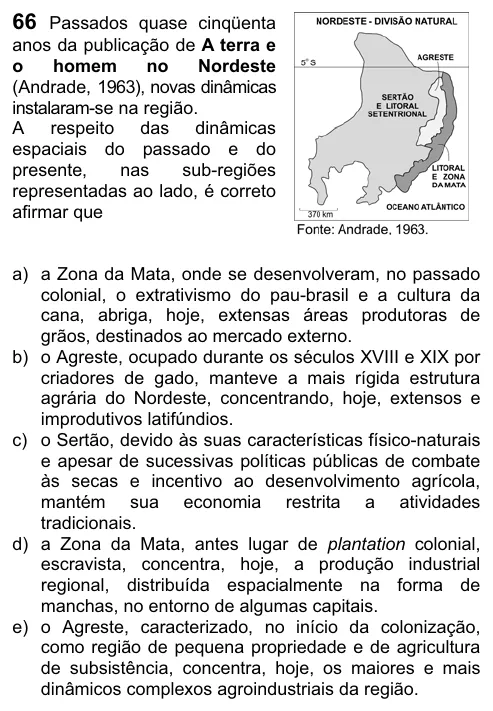 66 Passados quase cinqüenta
anos da publicação de A terra e
o homem no Nordeste
(Andrade, 1963), novas dinâmicas
instalaram-se na região.
A respeito das dinâmicas
espaciais do passado e do
presente, nas sub-regiões
representadas ao lado, é correto
afirmar que
NORDESTE - DIVISÃO NATURAL
AGRESTE
5° S
SERTÃO
E LITORAL
SETENTRIONAL
LITORAL
E ZONA
DA MATA
OCEANO ATLÂNTICO
370 km
Fonte: Andrade, 1963.
a) a Zona da Mata, onde se desenvolveram, no passado
colonial, o extrativismo do pau-brasil e a cultura da
cana, abriga, hoje, extensas áreas produtoras de
grãos, destinados ao mercado externo.
b) o Agreste, ocupado durante os séculos XVIII e XIX por
criadores de gado, manteve a mais rígida estrutura
agrária do Nordeste, concentrando, hoje, extensos e
improdutivos latifúndios.
c) o Sertão, devido às suas características físico-naturais
e apesar de sucessivas políticas públicas de combate
às secas e incentivo ao desenvolvimento agrícola,
mantém sua economia restrita a atividades
tradicionais.
d) a Zona da Mata, antes lugar de plantation colonial,
escravista, concentra, hoje, a produção industrial
regional, distribuída espacialmente na forma de
manchas, no entorno de algumas capitais.
e) o Agreste, caracterizado, no início da colonização,
como região de pequena propriedade e de agricultura
de subsistência, concentra, hoje, os maiores e mais
dinâmicos complexos agroindustriais da região.